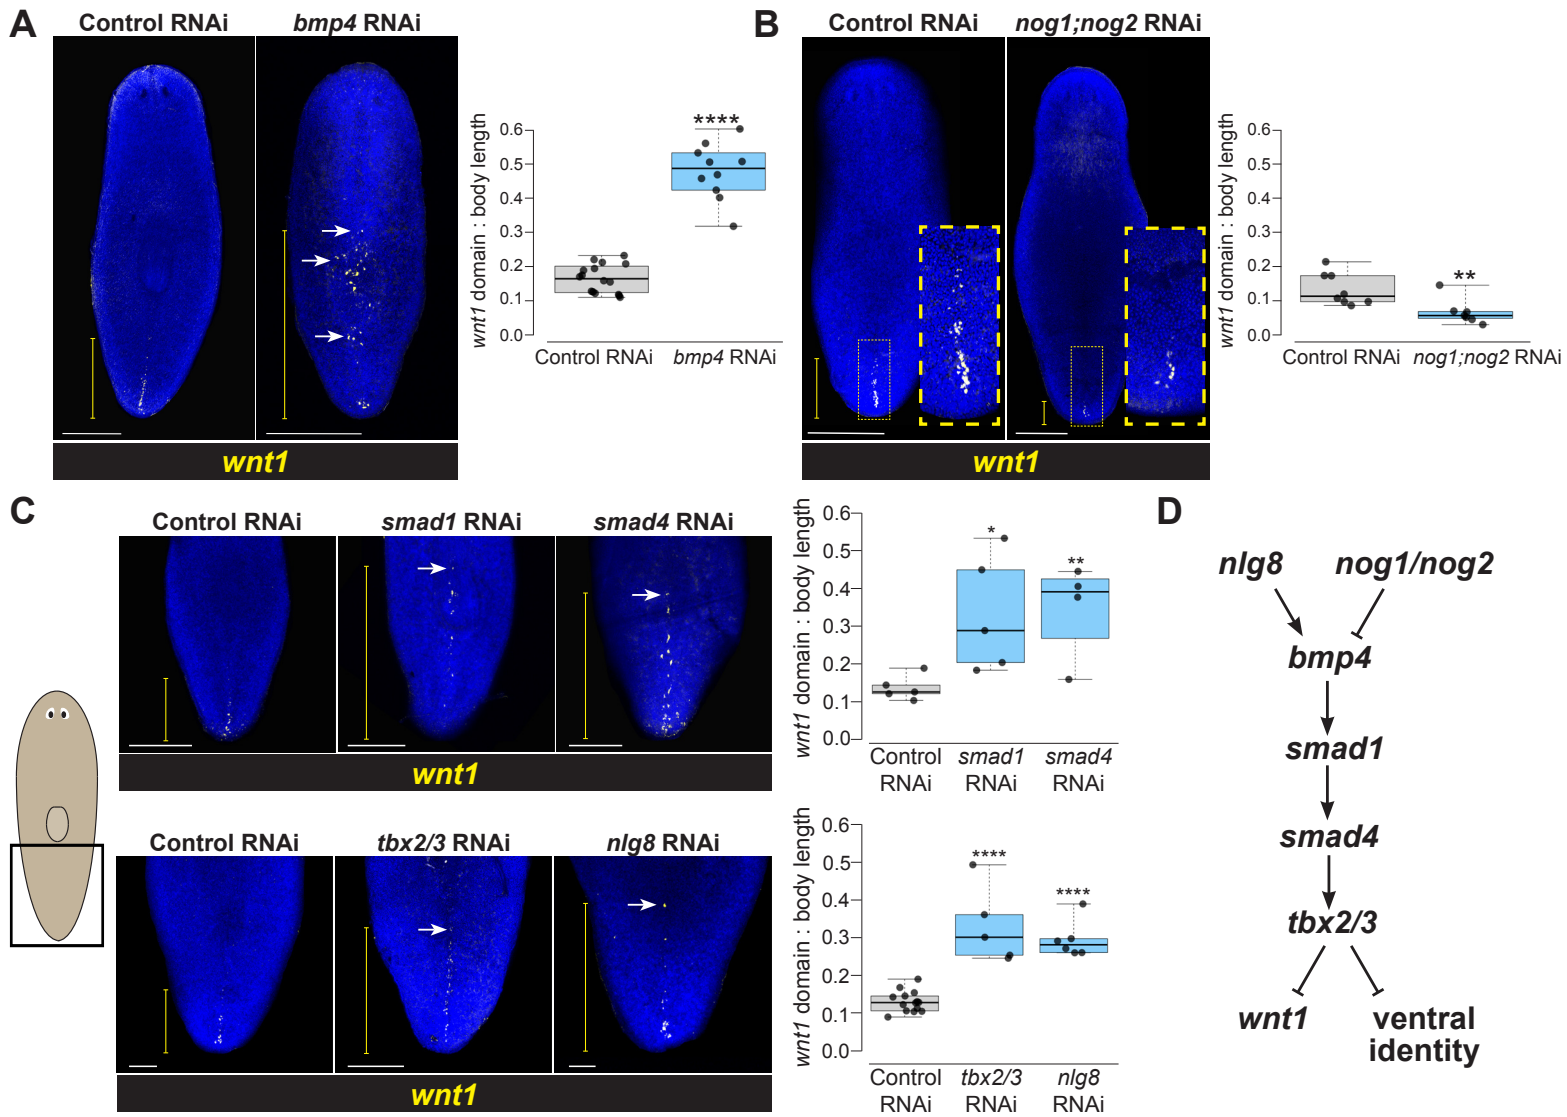 A
Control RNAi
bmp4 RNAi
wnt1
wnt1 domain : body length
0.6
0.5
0.4
0.3
0.2
0.1
0.0
****
Control RNAi
bmp4 RNAi
B
Control RNAi
nog1;nog2 RNAi
wnt1
wnt1 domain : body length
0.6
0.5
0.4
0.3
0.2
0.1
0.0
**
Control RNAi
nog1;nog2 RNAi
C
Control RNAi
smad1 RNAi
smad4 RNAi
wnt1
wnt1 domain : body length
0.6
0.5
0.4
0.3
0.2
0.1
0.0
*
**
Control
RNAi
smad1
RNAi
smad4
RNAi
Control RNAi
tbx2/3 RNAi
nlg8 RNAi
wnt1
wnt1 domain : body length
0.6
0.5
0.4
0.3
0.2
0.1
0.0
****
****
Control
RNAi
tbx2/3
RNAi
nlg8
RNAi
D
nlg8
nog1/nog2
bmp4
smad1
smad4
tbx2/3
wnt1
ventral
identity